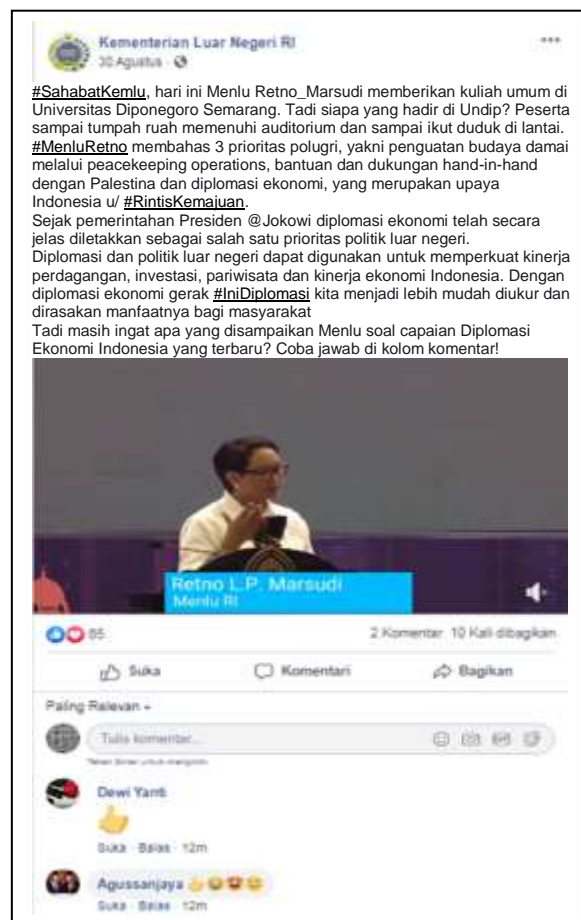 Kementerian Luar Negeri RI
30 Agustus
#SahabatKemlu, hari ini Menlu Retno_Marsudi memberikan kuliah umum di
Universitas Diponegoro Semarang. Tadi siapa yang hadir di Undip? Peserta
sampai tumpah ruah memenuhi auditorium dan sampai ikut duduk di lantai.
#MenluRetno membahas 3 prioritas polugri, yakni penguatan budaya damai
melalui peacekeeping operations, bantuan dan dukungan hand-in-hand
dengan Palestina dan diplomasi ekonomi, yang merupakan upaya
Indonesia u/ #RintisKemajuan.
Sejak pemerintahan Presiden @Jokowi diplomasi ekonomi telah secara
jelas diletakkan sebagai salah satu prioritas politik luar negeri.
Diplomasi dan politik luar negeri dapat digunakan untuk memperkuat kinerja
perdagangan, investasi, pariwisata dan kinerja ekonomi Indonesia. Dengan
diplomasi ekonomi gerak #IniDiplomasi kita menjadi lebih mudah diukur dan
dirasakan manfaatnya bagi masyarakat
Tadi masih ingat apa yang disampaikan Menlu soal capaian Diplomasi
Ekonomi Indonesia yang terbaru? Coba jawab di kolom komentar!
Retno L.P. Marsudi
Menlu RI
2 Komentar 10 Kali dibagikan
Suka Komentari Bagikan
Paling Relevan
Tulis komentar...
Tekan Enter untuk mengirim.
Dewi Yanti
Suka · Balas · 12m
Agussanjaya
Suka · Balas · 12m